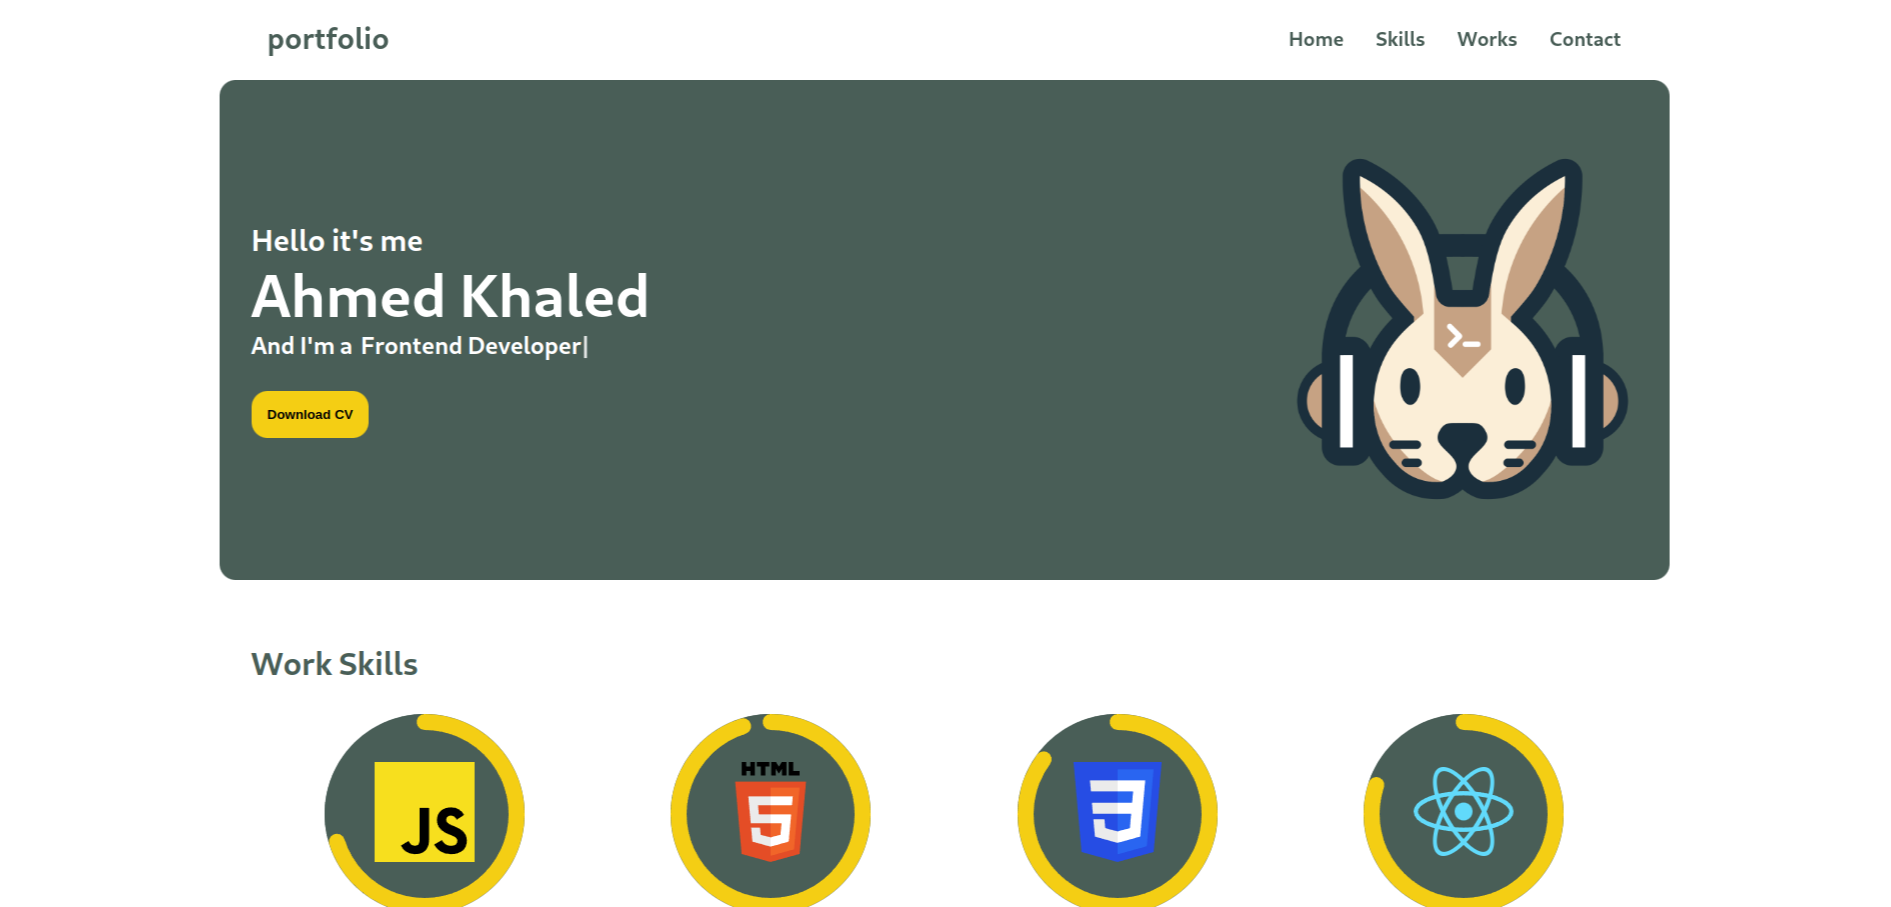 portfolio
Home Skills Works Contact
Hello it's me
Ahmed Khaled
And I'm a Frontend Developer|
Download CV
Work Skills
JS
HTML
5
3